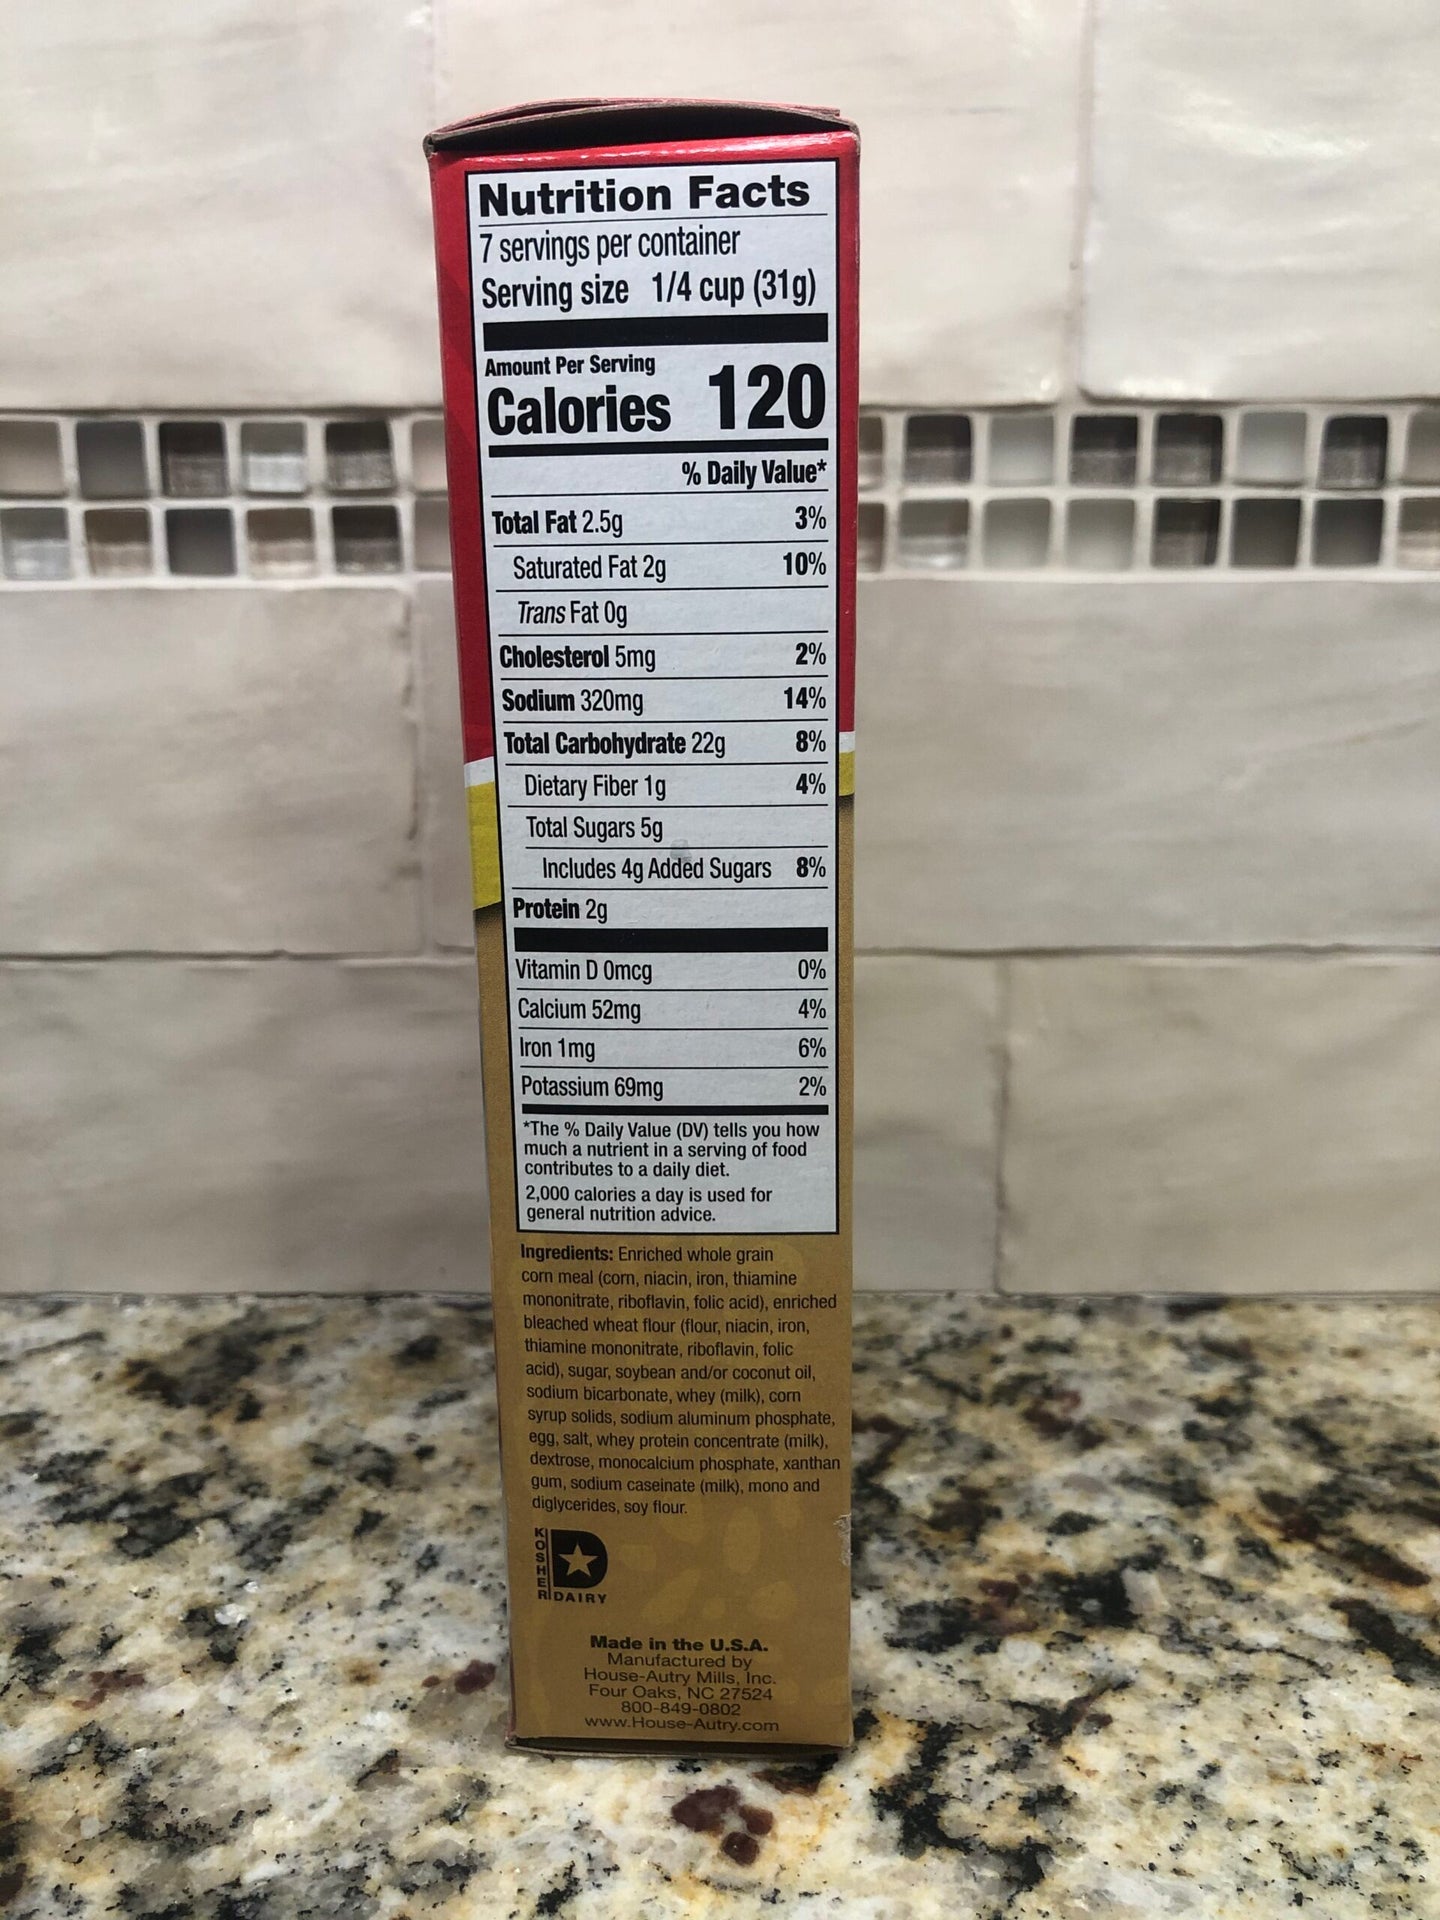 Nutrition Facts
7 servings per container
Serving size 1/4 cup (31g)
Amount Per Serving
Calories 120
% Daily Value*
Total Fat 2.5g 3%
Saturated Fat 2g 10%
Trans Fat 0g
Cholesterol 5mg 2%
Sodium 320mg 14%
Total Carbohydrate 22g 8%
Dietary Fiber 1g 4%
Total Sugars 5g
Includes 4g Added Sugars 8%
Protein 2g
Vitamin D 0mcg 0%
Calcium 52mg 4%
Iron 1mg 6%
Potassium 69mg 2%
*The % Daily Value (DV) tells you how
much a nutrient in a serving of food
contributes to a daily diet.
2,000 calories a day is used for
general nutrition advice.
Ingredients: Enriched whole grain
corn meal (corn, niacin, iron, thiamine
mononitrate, riboflavin, folic acid), enriched
bleached wheat flour (flour, niacin, iron,
thiamine mononitrate, riboflavin, folic
acid), sugar, soybean and/or coconut oil,
sodium bicarbonate, whey (milk), corn
syrup solids, sodium aluminum phosphate,
egg, salt, whey protein concentrate (milk),
dextrose, monocalcium phosphate, xanthan
gum, sodium caseinate (milk), mono and
diglycerides, soy flour.
KOSHER
D
DAIRY
Made in the U.S.A.
Manufactured by
House-Autry Mills, Inc.
Four Oaks, NC 27524
800-849-0802
www.House-Autry.com